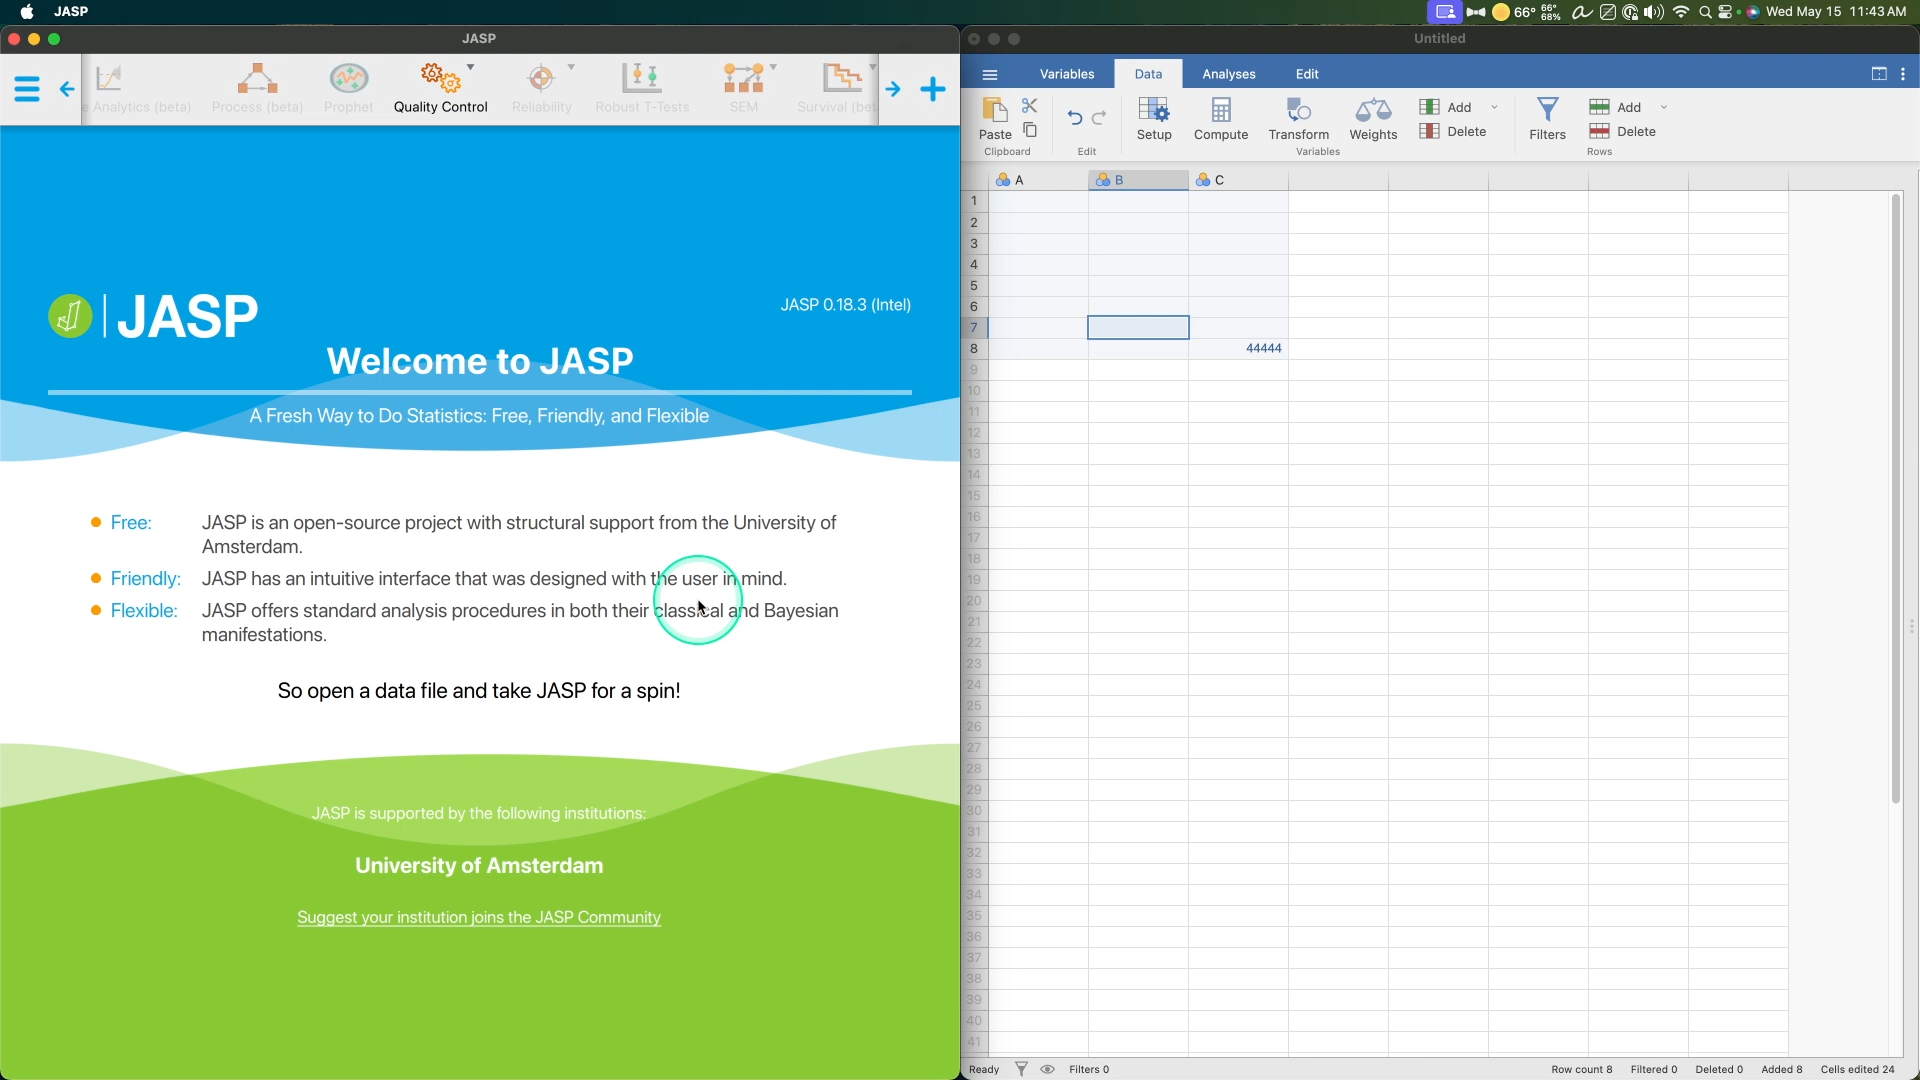 JASP
66° 66° 68% Wed May 15 11:43 AM
JASP
e Analytics (beta) Process (beta) Prophet Quality Control Reliability Robust T-Tests SEM Survival (bet
JASP
JASP 0.18.3 (Intel)
Welcome to JASP
A Fresh Way to Do Statistics: Free, Friendly, and Flexible
Free: JASP is an open-source project with structural support from the University of
Amsterdam.
Friendly: JASP has an intuitive interface that was designed with the user in mind.
Flexible: JASP offers standard analysis procedures in both their classical and Bayesian
manifestations.
So open a data file and take JASP for a spin!
JASP is supported by the following institutions:
University of Amsterdam
Suggest your institution joins the JASP Community
Untitled
Variables Data Analyses Edit
Paste Setup Compute Transform Weights Add Delete Filters Add Delete
Clipboard Edit Variables Rows
A B C
1
2
3
4
5
6
7
8 44444
9
10
11
12
13
14
15
16
17
18
19
20
21
22
23
24
25
26
27
28
29
30
31
32
33
34
35
36
37
38
39
40
41
Ready Filters 0 Row count 8 Filtered 0 Deleted 0 Added 8 Cells edited 24